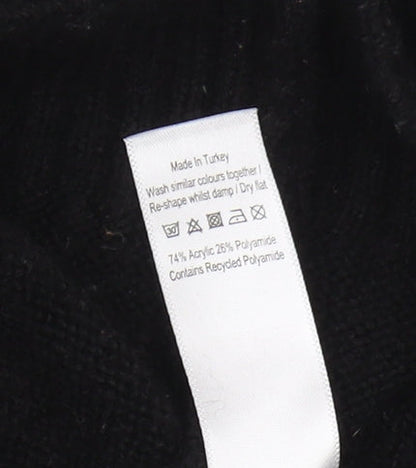 Made In Turkey
Wash similar colours together /
Re-shape whilst damp / Dry flat
30
74% Acrylic 26% Polyamide
Contains Recycled Polyamide